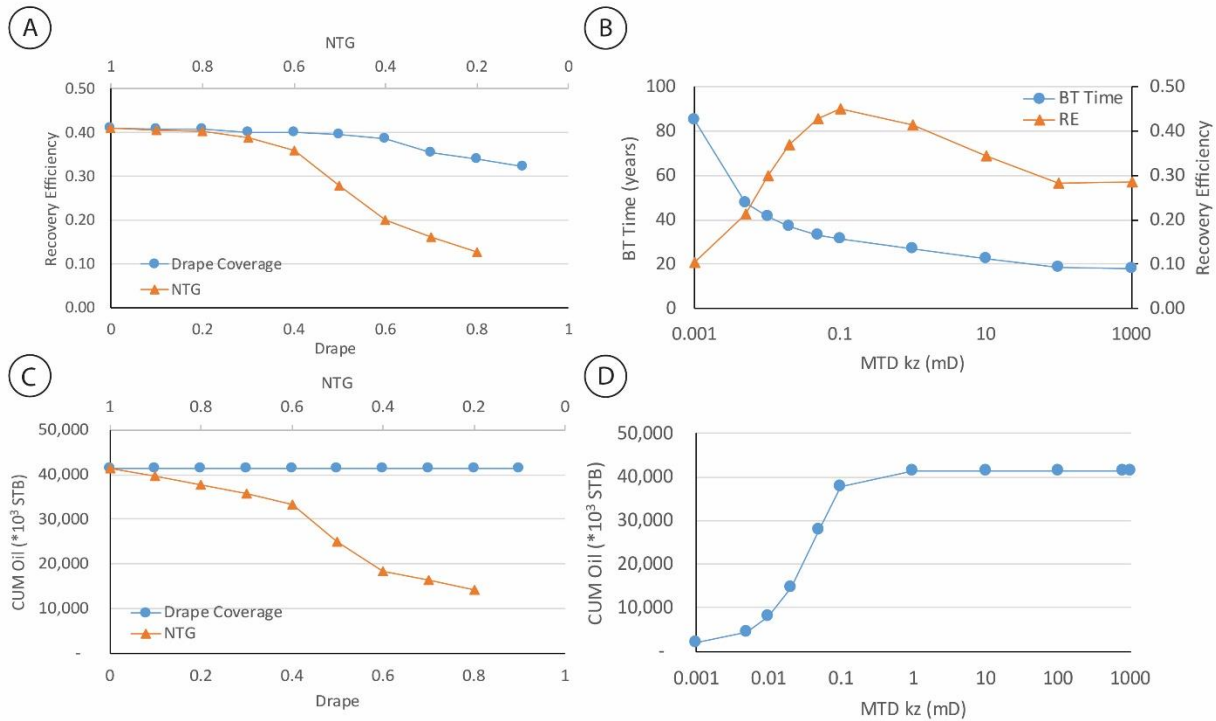 A
NTG
1 0.8 0.6 0.4 0.2 0
0.50
0.40
0.30
0.20
0.10
0.00
Recovery Efficiency
Drape Coverage
NTG
0 0.2 0.4 0.6 0.8 1
Drape
B
100
80
60
40
20
0
BT Time (years)
BT Time
RE
0.50
0.40
0.30
0.20
0.10
0.00
Recovery Efficiency
0.001 0.1 10 1000
MTD kz (mD)
C
NTG
1 0.8 0.6 0.4 0.2 0
50,000
40,000
30,000
20,000
10,000
-
CUM Oil (*10³ STB)
Drape Coverage
NTG
0 0.2 0.4 0.6 0.8 1
Drape
D
50,000
40,000
30,000
20,000
10,000
-
CUM Oil (*10³ STB)
0.001 0.01 0.1 1 10 100 1000
MTD kz (mD)